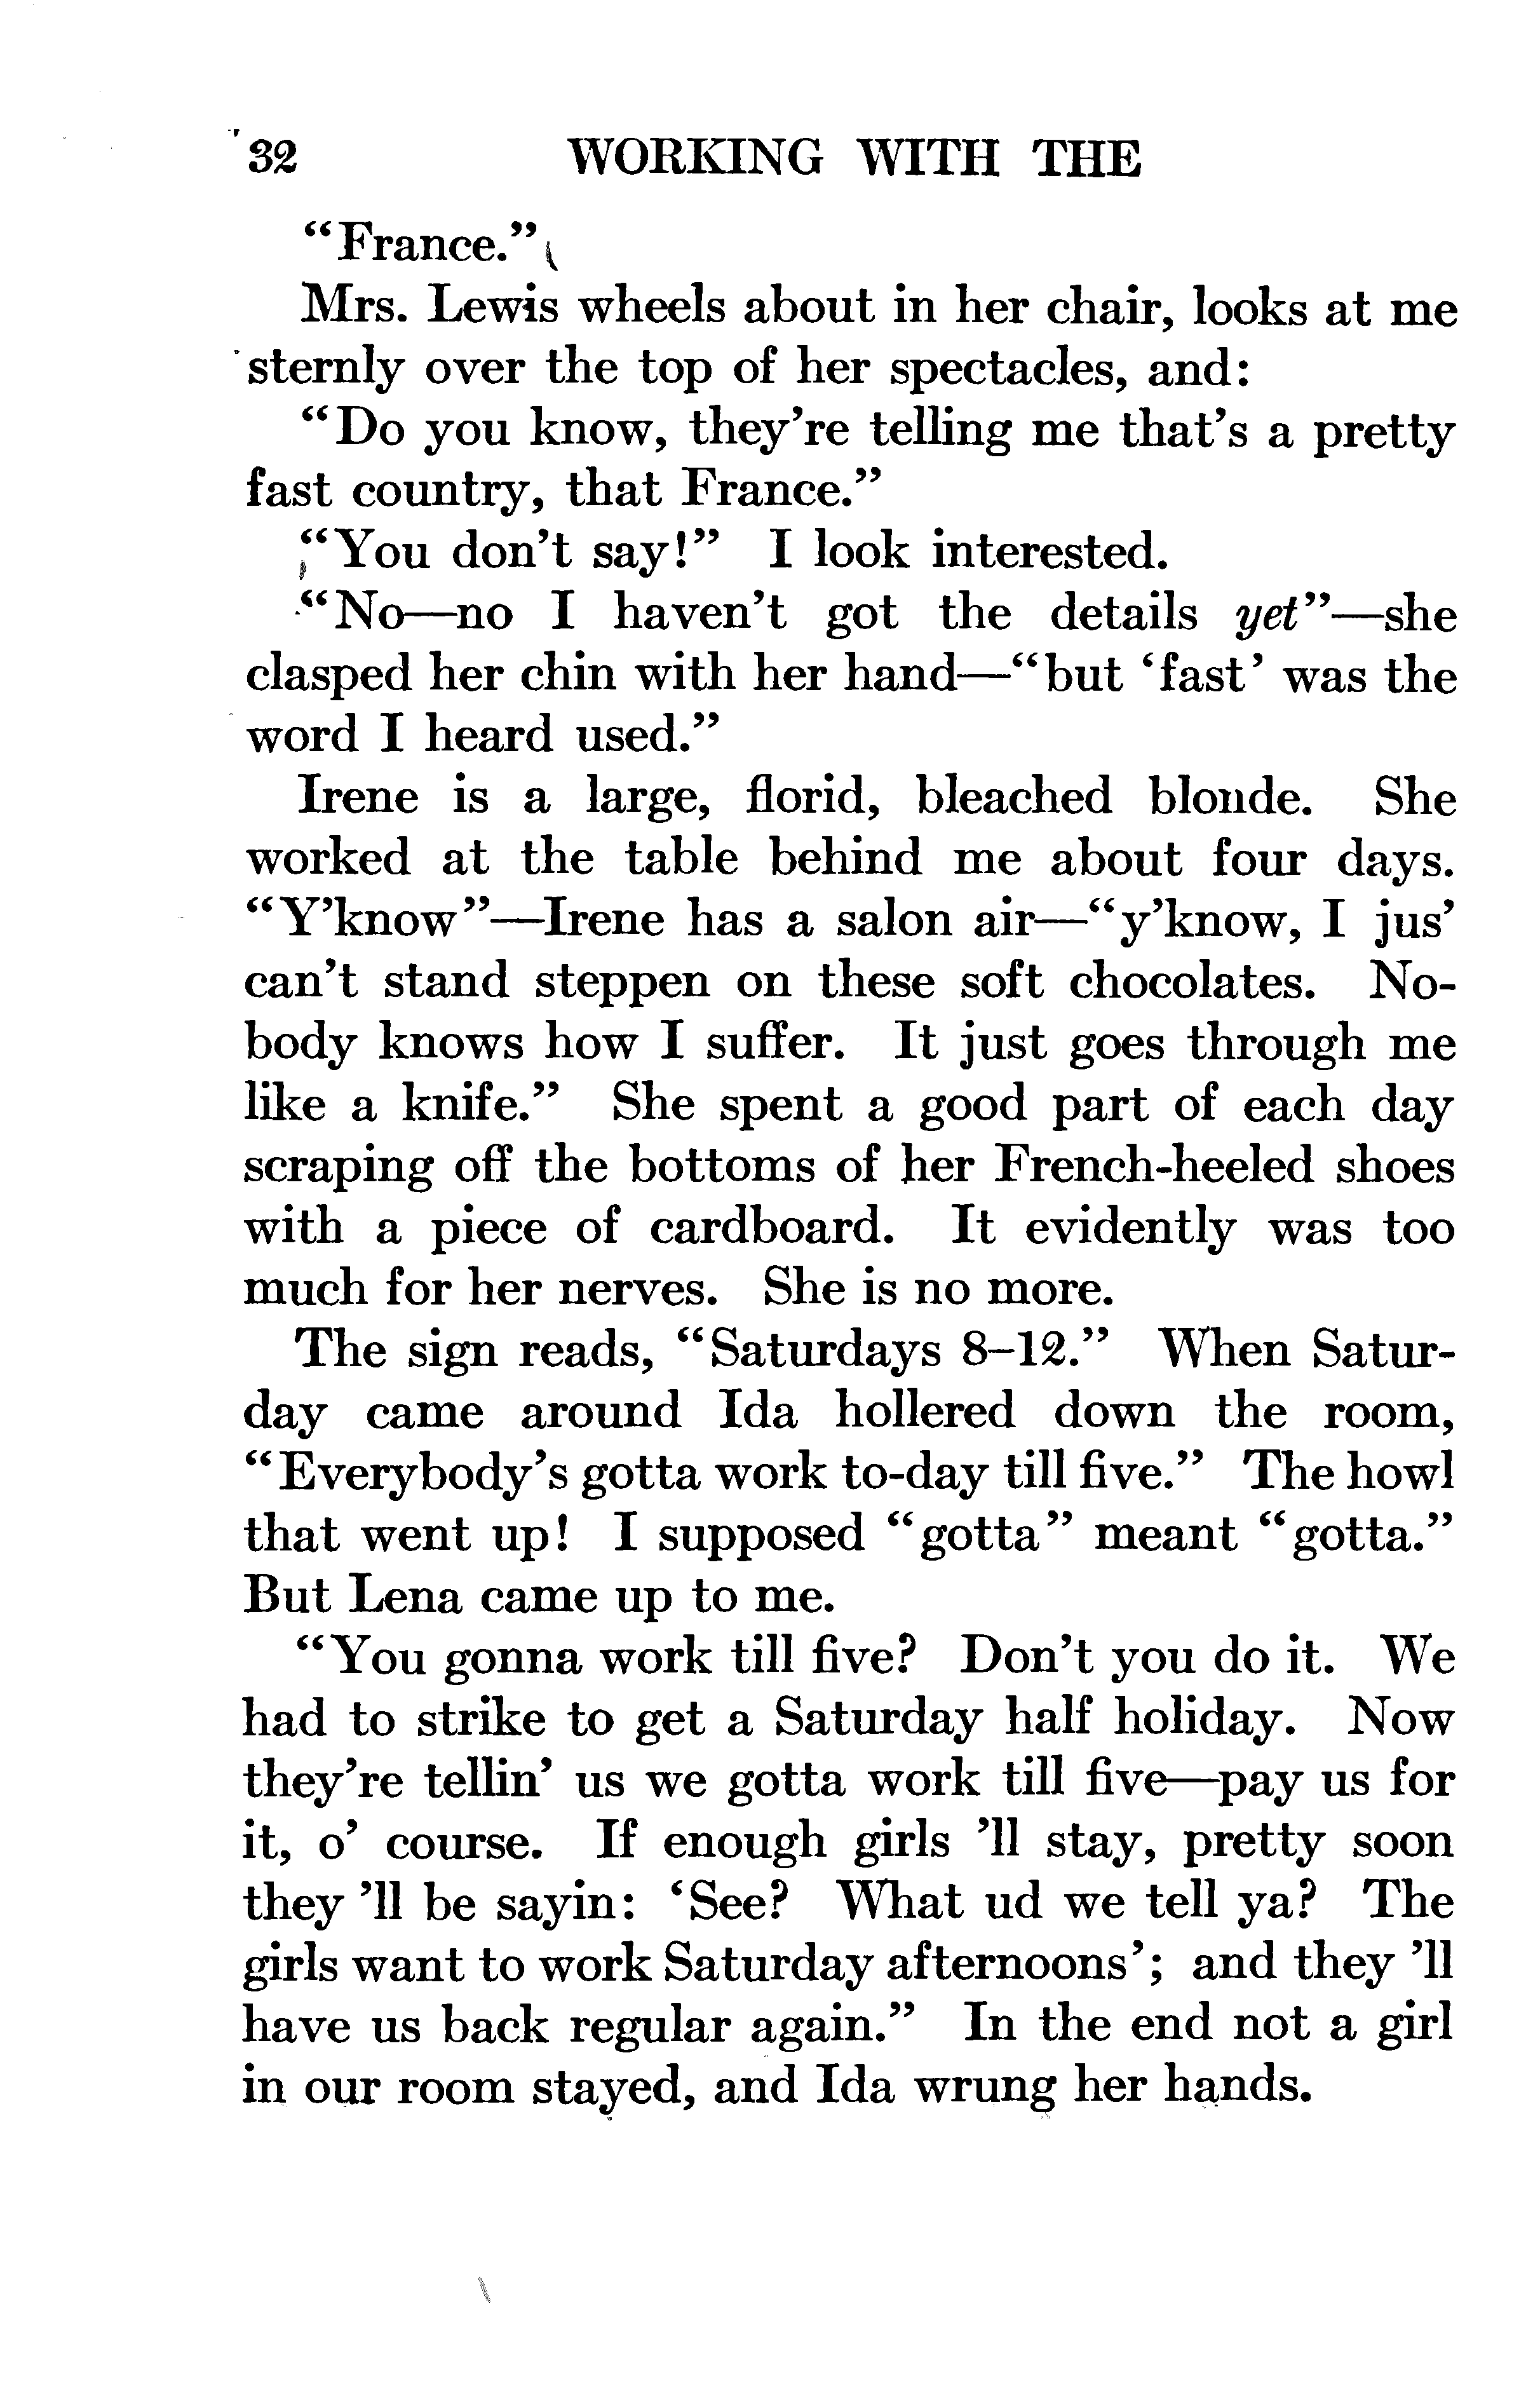 32 WORKING WITH THE
“France.”
Mrs. Lewis wheels about in her chair, looks at me
sternly over the top of her spectacles, and:
“Do you know, they’re telling me that’s a pretty
fast country, that France.”
“You don’t say!” I look interested.
“No—no I haven’t got the details yet”—she
clasped her chin with her hand—“but ‘fast’ was the
word I heard used.”
Irene is a large, florid, bleached blonde. She
worked at the table behind me about four days.
“Y’know”—Irene has a salon air—“y’know, I jus’
can’t stand steppen on these soft chocolates. No-
body knows how I suffer. It just goes through me
like a knife.” She spent a good part of each day
scraping off the bottoms of her French-heeled shoes
with a piece of cardboard. It evidently was too
much for her nerves. She is no more.
The sign reads, “Saturdays 8–12.” When Satur-
day came around Ida hollered down the room,
“Everybody’s gotta work to-day till five.” The howl
that went up! I supposed “gotta” meant “gotta.”
But Lena came up to me.
“You gonna work till five? Don’t you do it. We
had to strike to get a Saturday half holiday. Now
they’re tellin’ us we gotta work till five—pay us for
it, o’ course. If enough girls ’ll stay, pretty soon
they ’ll be sayin: ‘See? What ud we tell ya? The
girls want to work Saturday afternoons’; and they ’ll
have us back regular again.” In the end not a girl
in our room stayed, and Ida wrung her hands.